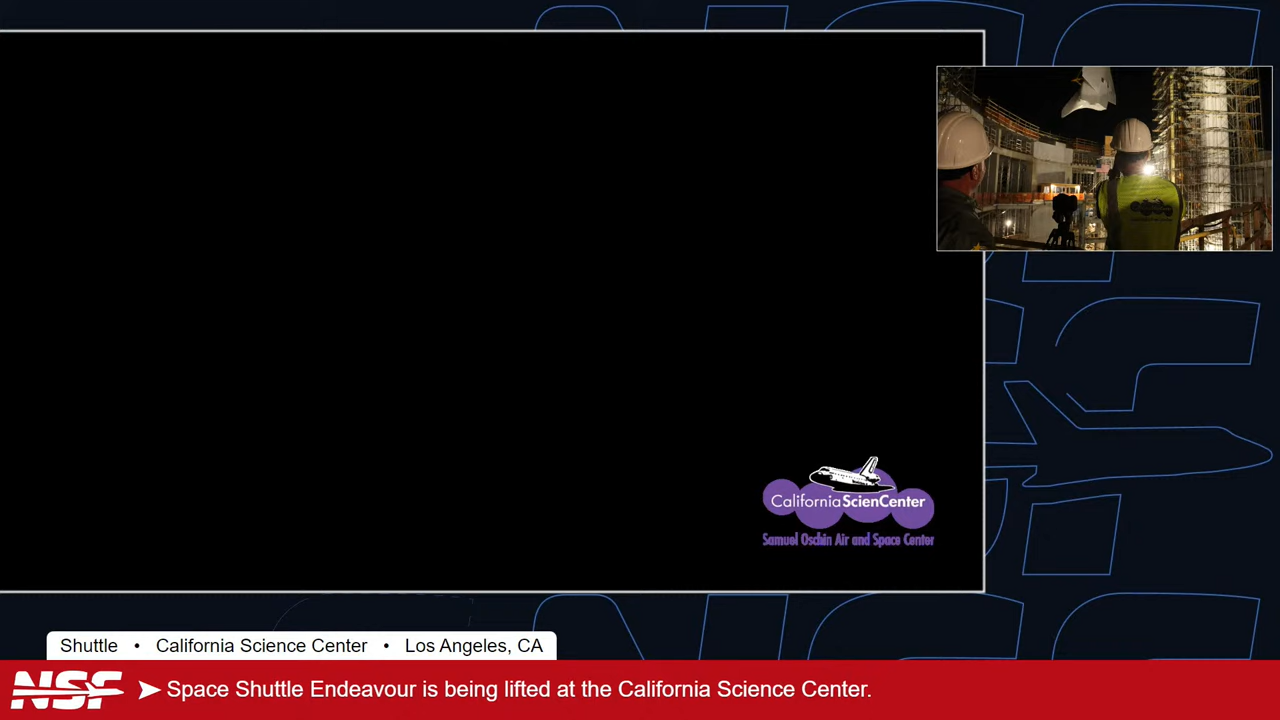 California ScienCenter
Samuel Oschin Air and Space Center
Shuttle • California Science Center • Los Angeles, CA
NSF
Space Shuttle Endeavour is being lifted at the California Science Center.